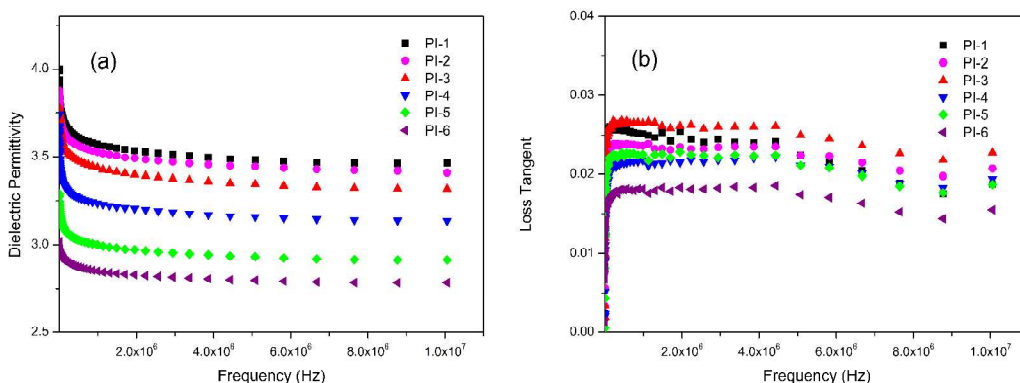 (a)
PI-1
PI-2
PI-3
PI-4
PI-5
PI-6
4.0
3.5
3.0
2.5
Dielectric Permittivity
2.0x10⁶ 4.0x10⁶ 6.0x10⁶ 8.0x10⁶ 1.0x10⁷
Frequency (Hz)
(b)
PI-1
PI-2
PI-3
PI-4
PI-5
PI-6
0.04
0.03
0.02
0.01
0.00
Loss Tangent
2.0x10⁶ 4.0x10⁶ 6.0x10⁶ 8.0x10⁶ 1.0x10⁷
Frequency (Hz)